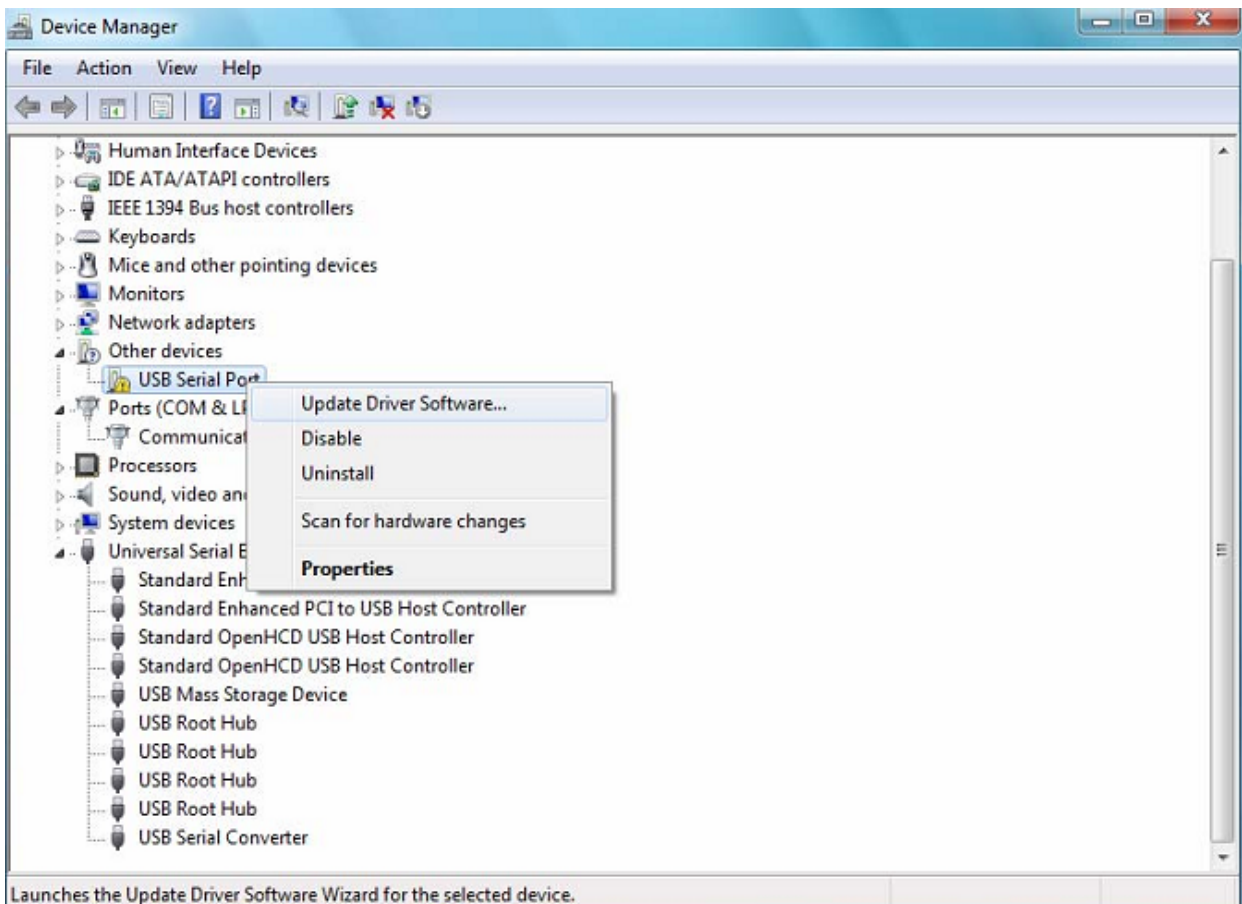 Device Manager
File Action View Help
Human Interface Devices
IDE ATA/ATAPI controllers
IEEE 1394 Bus host controllers
Keyboards
Mice and other pointing devices
Monitors
Network adapters
Other devices
USB Serial Port
Update Driver Software...
Ports (COM &
Communicat
Disable
Processors
Uninstall
Sound, video an
System devices
Scan for hardware changes
Universal Serial
Properties
Standard Enh
Standard Enhanced PCI to USB Host Controller
Standard OpenHCD USB Host Controller
Standard OpenHCD USB Host Controller
USB Mass Storage Device
USB Root Hub
USB Root Hub
USB Root Hub
USB Root Hub
USB Serial Converter
Launches the Update Driver Software Wizard for the selected device.